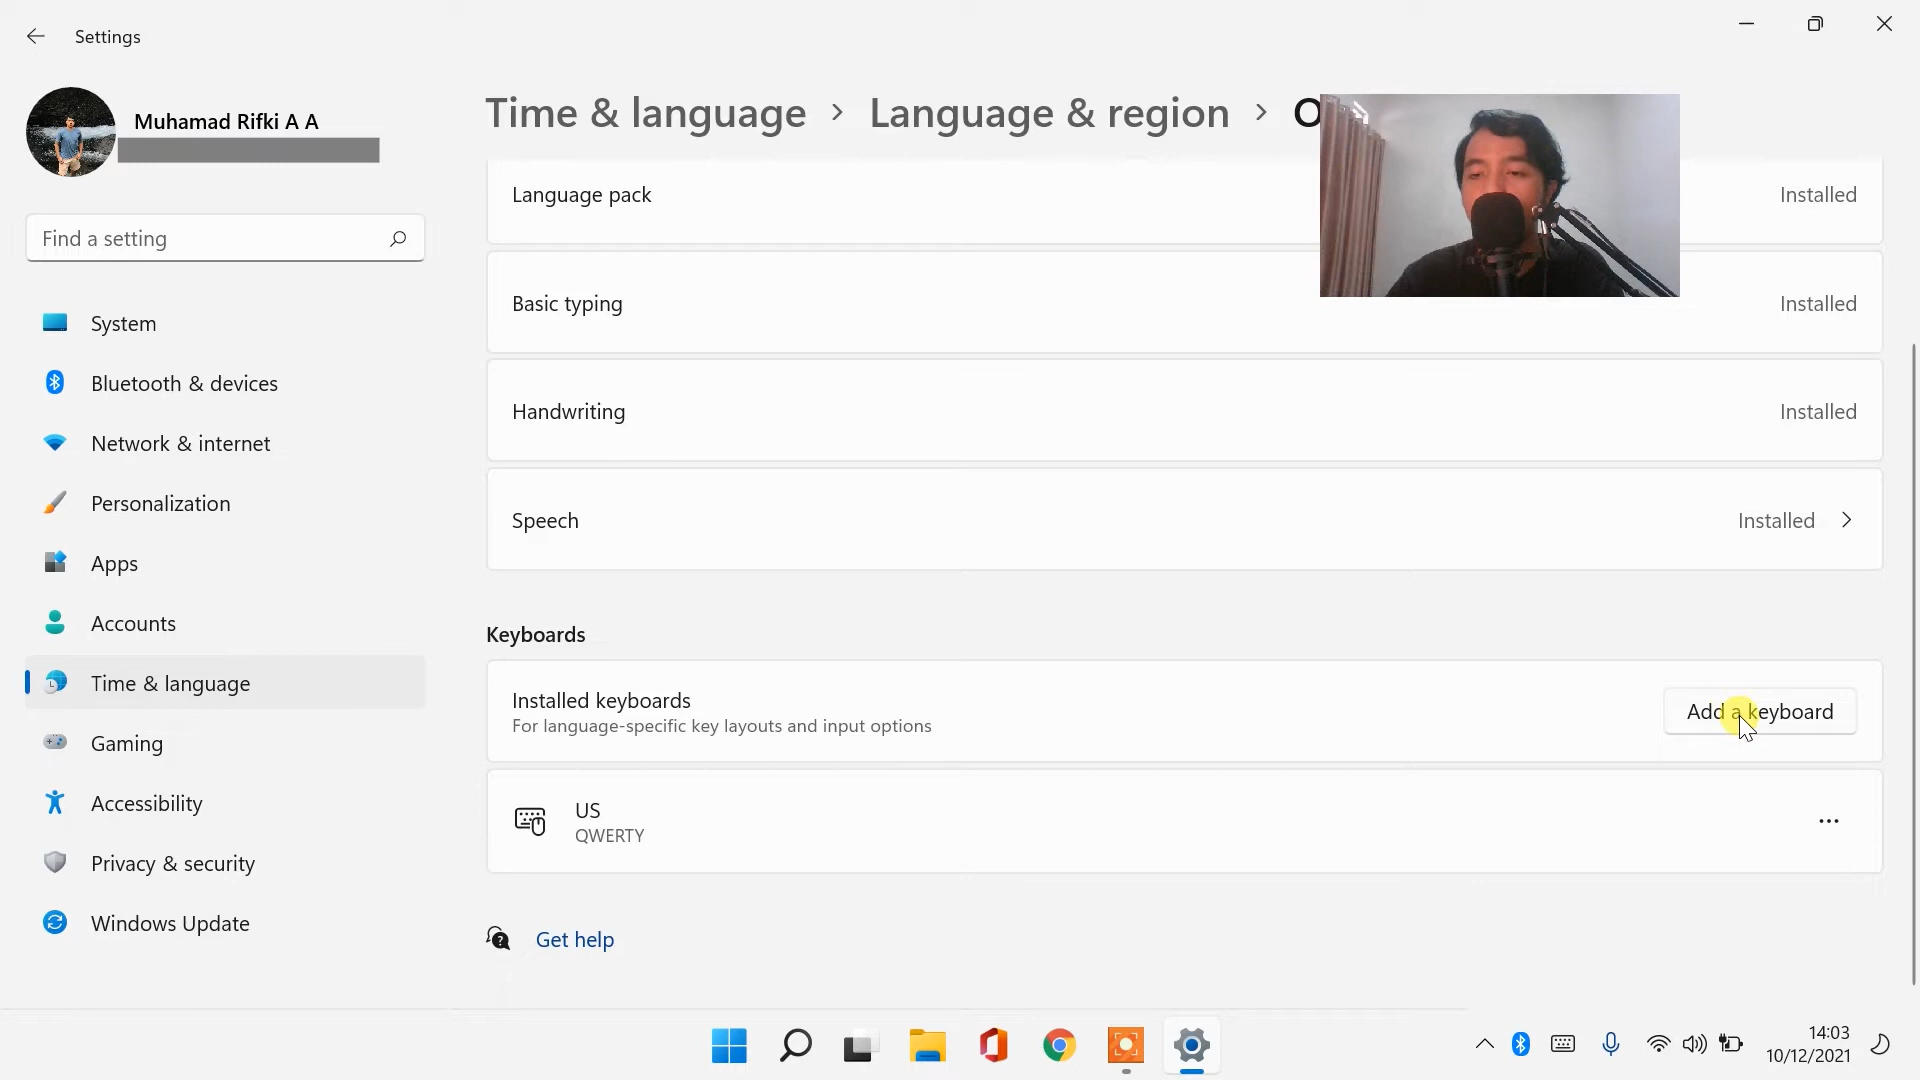 Settings
Muhamad Rifki A A
Find a setting
System
Bluetooth & devices
Network & internet
Personalization
Apps
Accounts
Time & language
Gaming
Accessibility
Privacy & security
Windows Update
Time & language > Language & region > O
Language pack Installed
Basic typing Installed
Handwriting Installed
Speech Installed
Keyboards
Installed keyboards
For language-specific key layouts and input options
Add a keyboard
US
QWERTY
Get help
14:03
10/12/2021